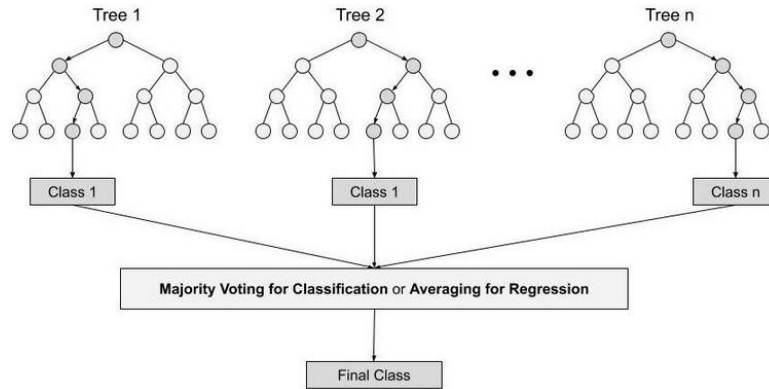 Tree 1
Tree 2
Tree n
Class 1
Class 1
Class n
Majority Voting for Classification or Averaging for Regression
Final Class